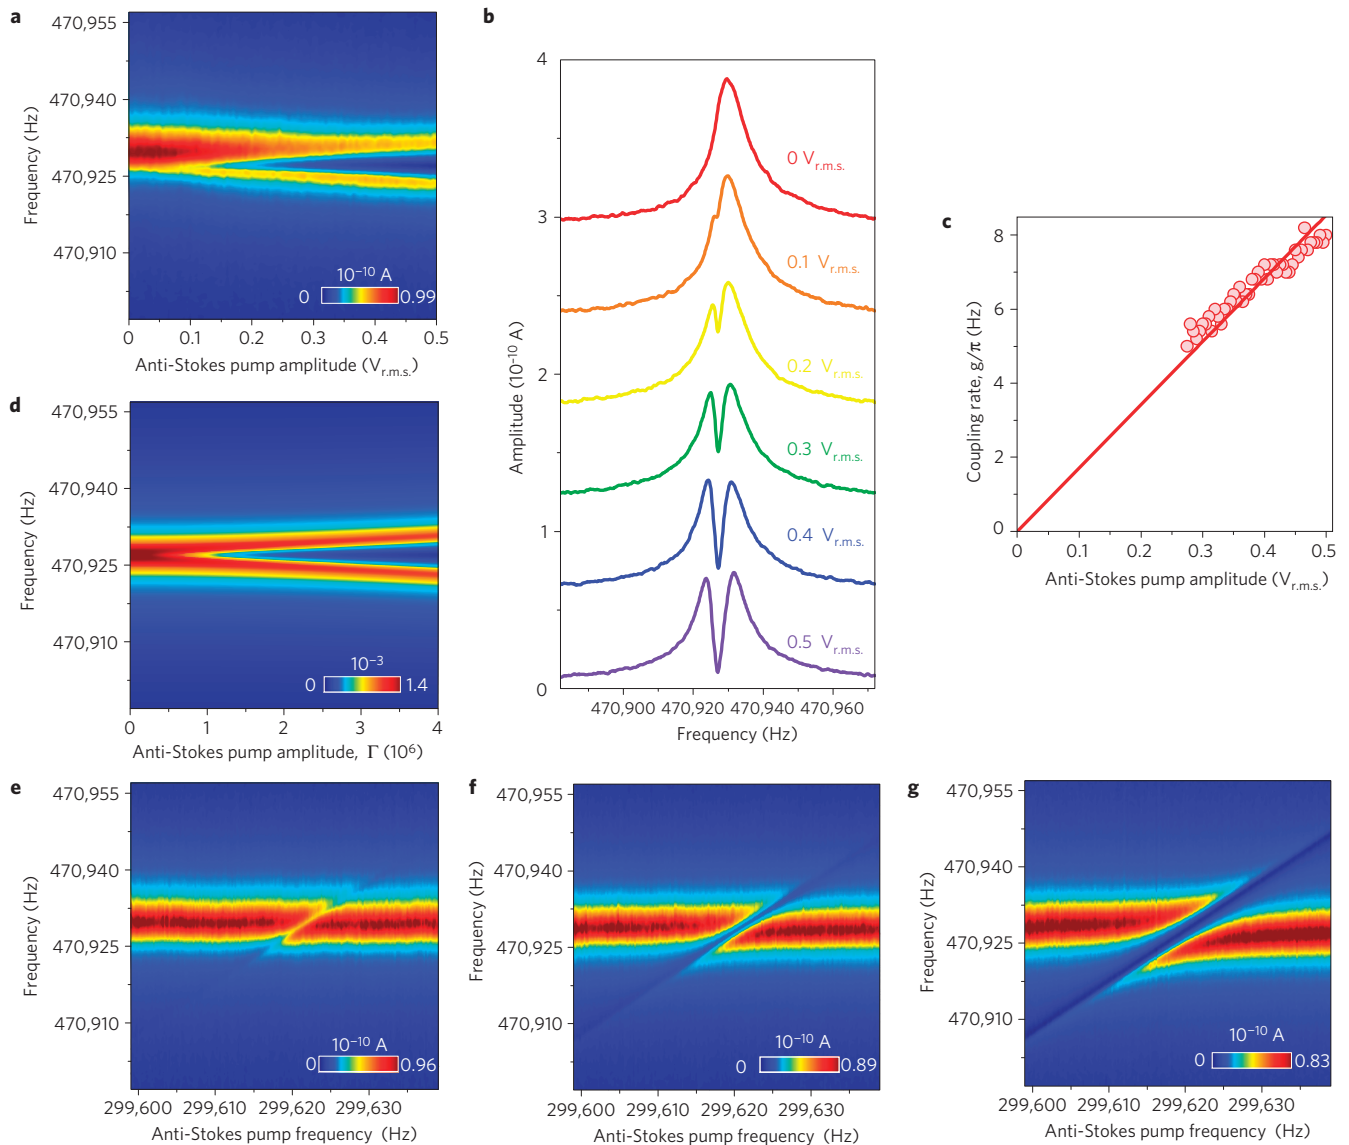 a
470,955
470,940
470,925
470,910
Frequency (Hz)
10⁻¹⁰ A
0 0.99
0 0.1 0.2 0.3 0.4 0.5
Anti-Stokes pump amplitude (Vr.m.s.)
b
4
3
2
1
0
Amplitude (10⁻¹⁰ A)
0 Vr.m.s.
0.1 Vr.m.s.
0.2 Vr.m.s.
0.3 Vr.m.s.
0.4 Vr.m.s.
0.5 Vr.m.s.
470,900 470,920 470,940 470,960
Frequency (Hz)
c
8
6
4
2
0
Coupling rate, g/π (Hz)
0 0.1 0.2 0.3 0.4 0.5
Anti-Stokes pump amplitude (Vr.m.s.)
d
470,955
470,940
470,925
470,910
Frequency (Hz)
10⁻³
0 1.4
0 1 2 3 4
Anti-Stokes pump amplitude, Γ (10⁶)
e
470,955
470,940
470,925
470,910
Frequency (Hz)
10⁻¹⁰ A
0 0.96
299,600 299,610 299,620 299,630
Anti-Stokes pump frequency (Hz)
f
470,955
470,940
470,925
470,910
Frequency (Hz)
10⁻¹⁰ A
0 0.89
299,600 299,610 299,620 299,630
Anti-Stokes pump frequency (Hz)
g
470,955
470,940
470,925
470,910
Frequency (Hz)
10⁻¹⁰ A
0 0.83
299,600 299,610 299,620 299,630
Anti-Stokes pump frequency (Hz)